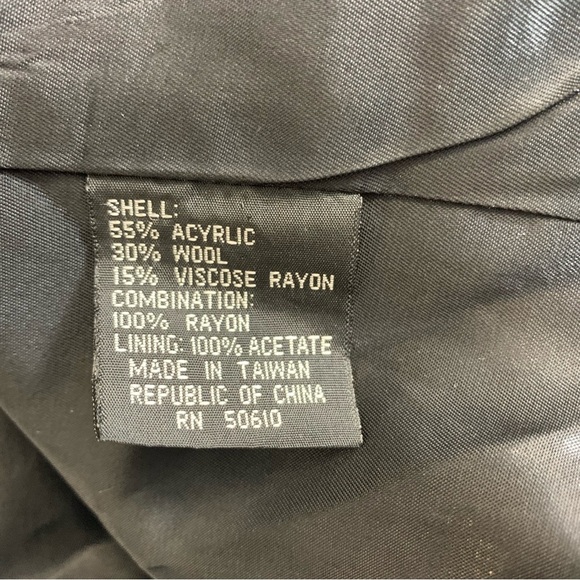 SHELL:
55% ACYRLIC
30% WOOL
15% VISCOSE RAYON
COMBINATION:
100% RAYON
LINING: 100% ACETATE
MADE IN TAIWAN
REPUBLIC OF CHINA
RN 50610